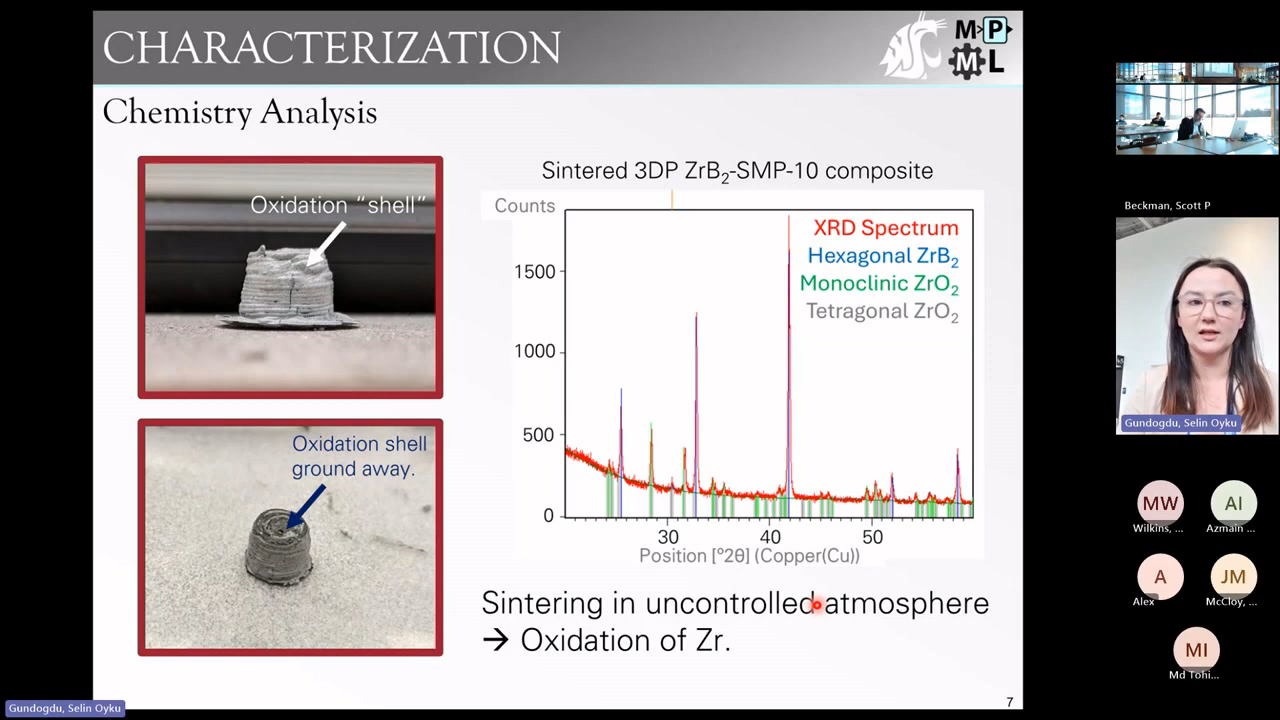 CHARACTERIZATION
M P
M L
Chemistry Analysis
Oxidation “shell”
Oxidation shell
ground away.
Sintered 3DP ZrB₂-SMP-10 composite
Counts
XRD Spectrum
Hexagonal ZrB₂
Monoclinic ZrO₂
Tetragonal ZrO₂
1500
1000
500
0
30
40
50
Position [°2θ] (Copper(Cu))
Sintering in uncontrolled atmosphere
→ Oxidation of Zr.
7
Gundogdu, Selin Oyku
Beckman, Scott P
Gundogdu, Selin Oyku
MW
Wilkins, ...
AI
Azmain ...
A
Alex
JM
McCloy, ...
MI
Md Tohi...